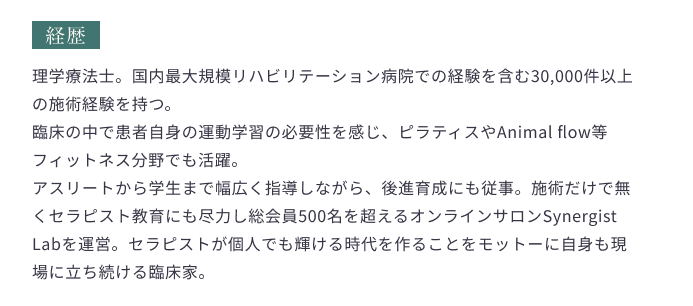 経歴
理学療法士。国内最大規模リハビリテーション病院での経験を含む30,000件以上
の施術経験を持つ。
臨床の中で患者自身の運動学習の必要性を感じ、ピラティスやAnimal flow等
フィットネス分野でも活躍。
アスリートから学生まで幅広く指導しながら、後進育成にも従事。施術だけで無
くセラピスト教育にも尽力し総会員500名を超えるオンラインサロンSynergist
Labを運営。セラピストが個人でも輝ける時代を作ることをモットーに自身も現
場に立ち続ける臨床家。